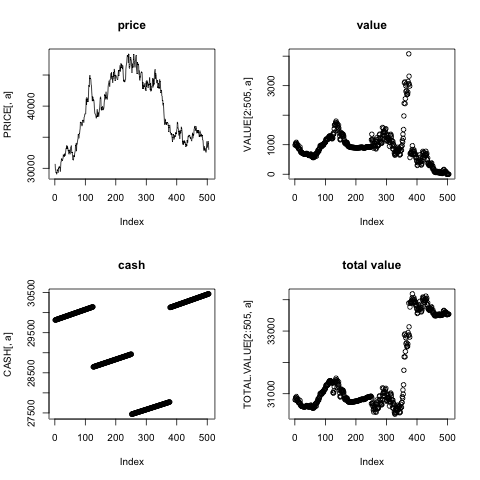 price
PRICE[, a]
30000
40000
0 100 200 300 400 500
Index
value
VALUE[2:505, a]
0
1000
3000
0 100 200 300 400 500
Index
cash
CASH[, a]
27500
28500
29500
30500
0 100 200 300 400 500
Index
total value
TOTAL.VALUE[2:505, a]
31000
33000
0 100 200 300 400 500
Index